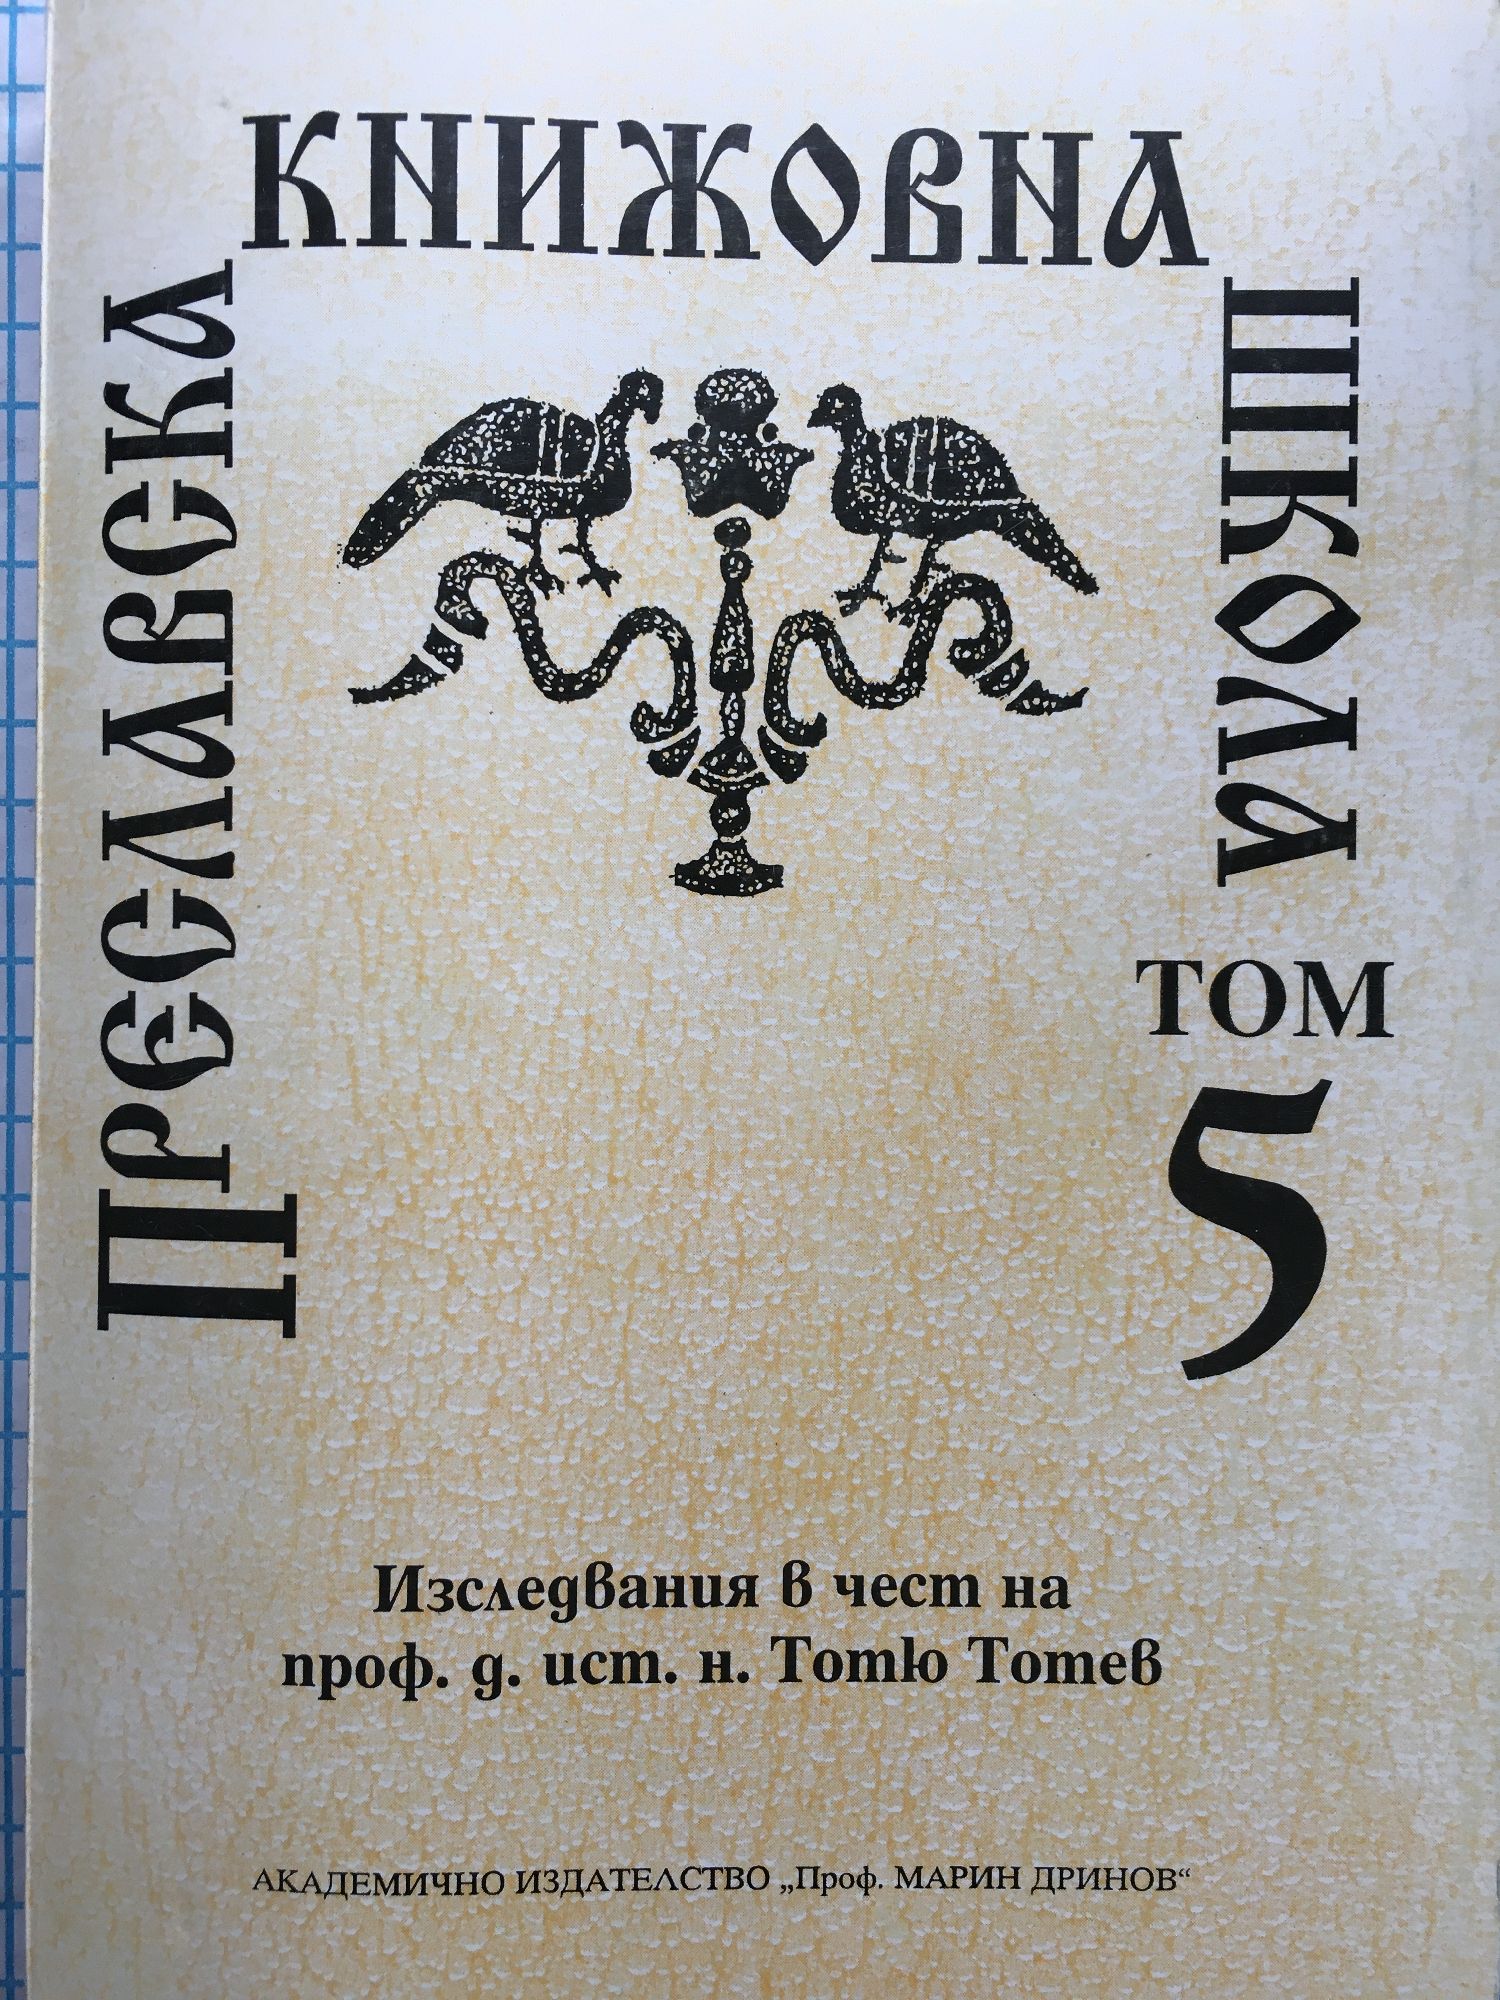 Преславска
книжовна
школа
ТОМ
5
Изследвания в чест на
проф. д. ист. н. Тотю Тотев
АКАДЕМИЧНО ИЗДАТЕЛСТВО „Проф. МАРИН ДРИНОВ“